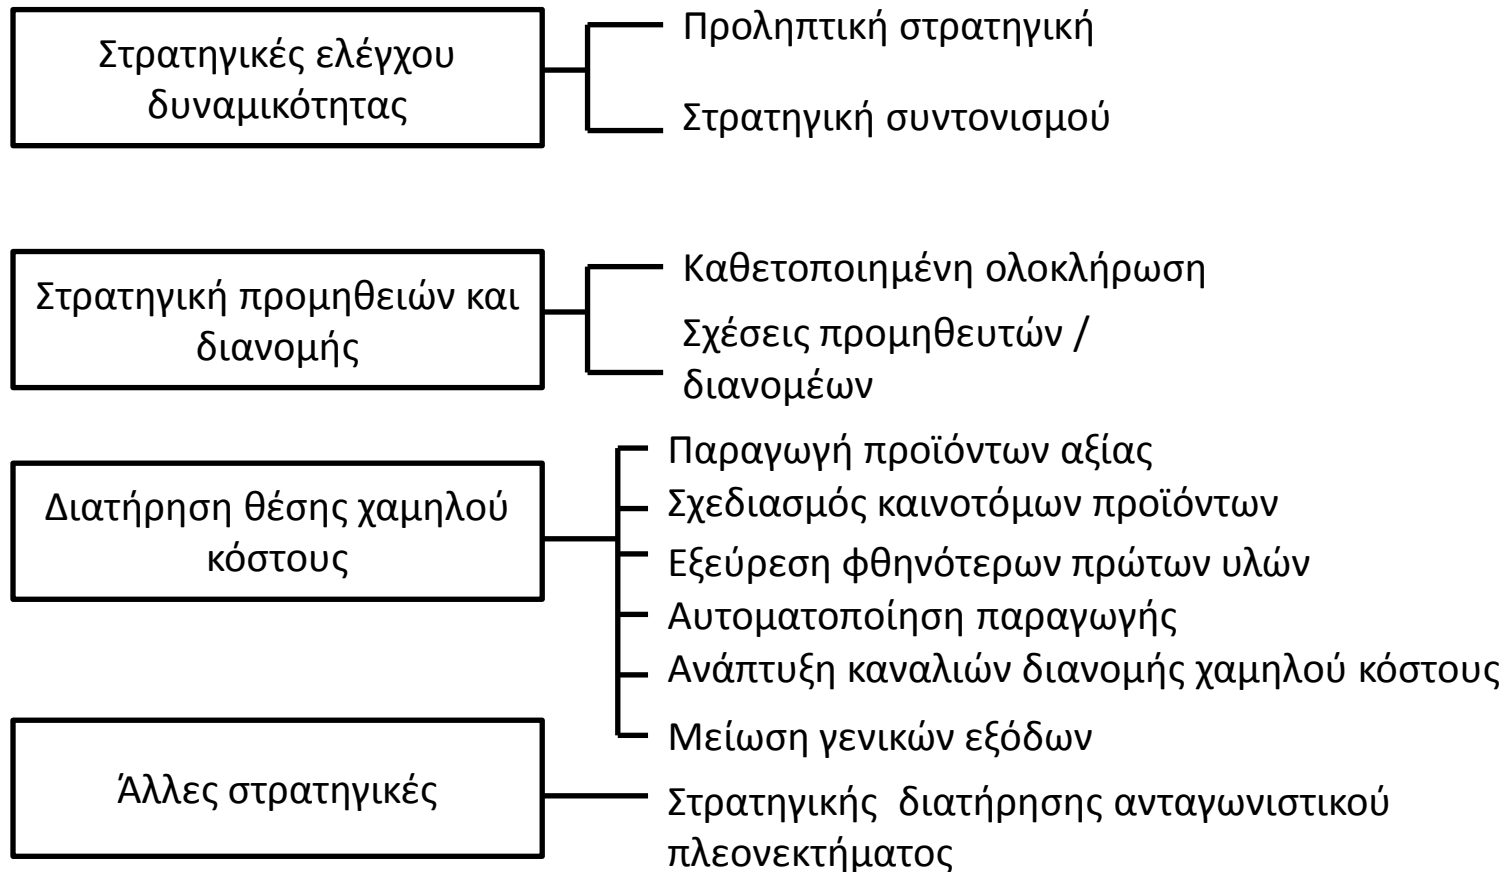 Στρατηγικές ελέγχου
δυναμικότητας
Προληπτική στρατηγική
Στρατηγική συντονισμού
Στρατηγική προμηθειών και
διανομής
Καθετοποιημένη ολοκλήρωση
Σχέσεις προμηθευτών /
διανομέων
Διατήρηση θέσης χαμηλού
κόστους
Παραγωγή προϊόντων αξίας
Σχεδιασμός καινοτόμων προϊόντων
Εξεύρεση φθηνότερων πρώτων υλών
Αυτοματοποίηση παραγωγής
Ανάπτυξη καναλιών διανομής χαμηλού κόστους
Μείωση γενικών εξόδων
Άλλες στρατηγικές
Στρατηγικής διατήρησης ανταγωνιστικού
πλεονεκτήματος